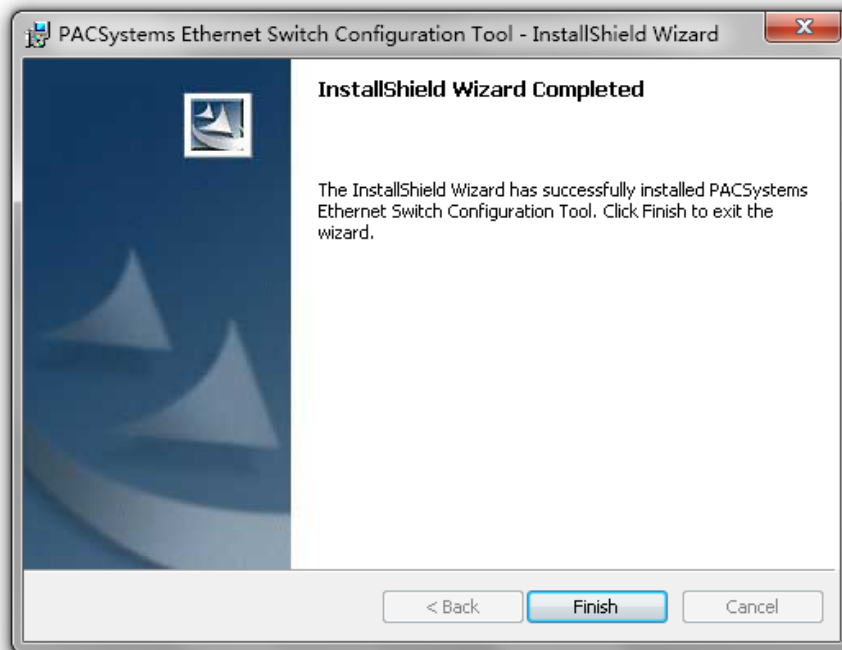 PACSystems Ethernet Switch Configuration Tool - InstallShield Wizard
InstallShield Wizard Completed
The InstallShield Wizard has successfully installed PACSystems
Ethernet Switch Configuration Tool. Click Finish to exit the
wizard.
< Back
Finish
Cancel